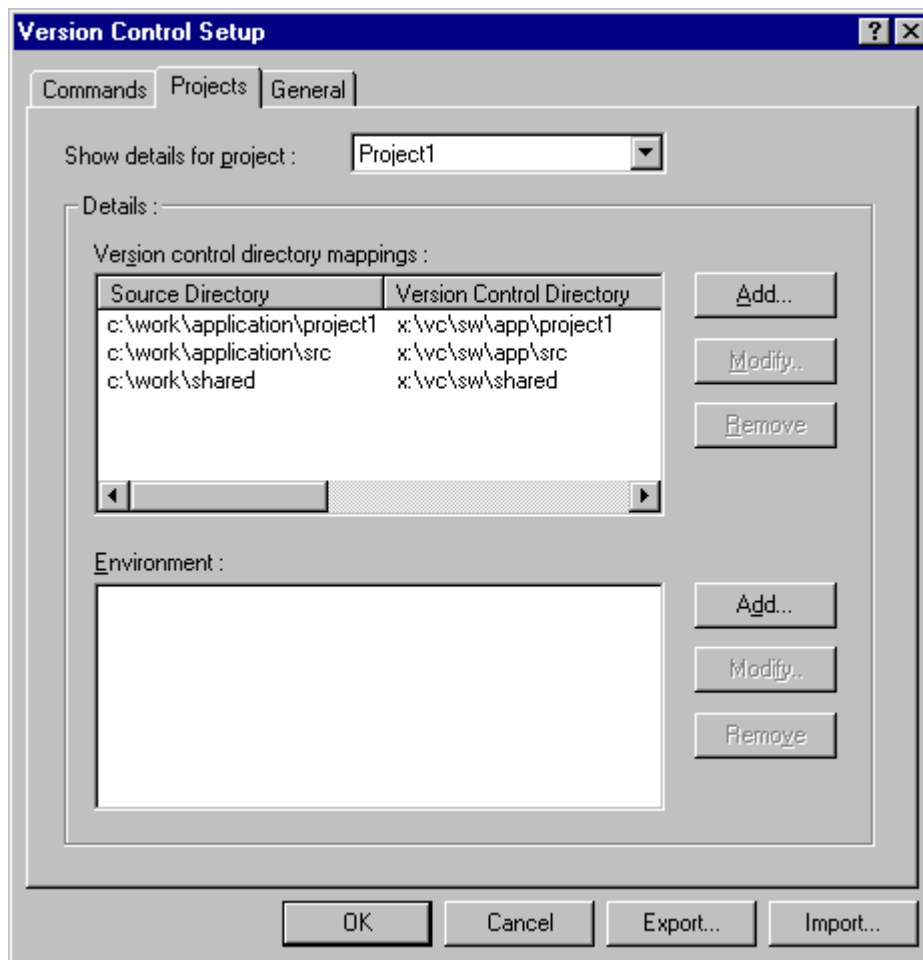 Version Control Setup
Commands Projects General
Show details for project : Project1
Details :
Version control directory mappings :
Source Directory Version Control Directory
c:\work\application\project1 x:\vc\sw\app\project1
c:\work\application\src x:\vc\sw\app\src
c:\work\shared x:\vc\sw\shared
Add...
Modify..
Remove
Environment :
Add...
Modify..
Remove
OK Cancel Export... Import...